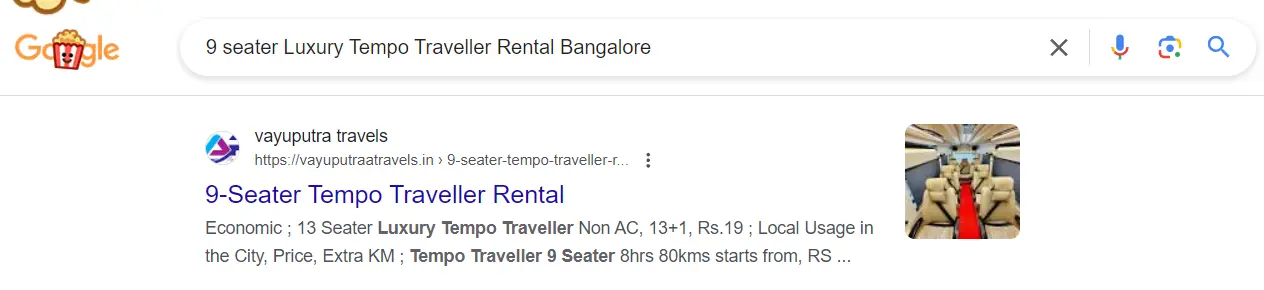 Google
9 seater Luxury Tempo Traveller Rental Bangalore
vayuputra travels
https://vayuputraatravels.in › 9-seater-tempo-traveller-r...
9-Seater Tempo Traveller Rental
Economic ; 13 Seater Luxury Tempo Traveller Non AC, 13+1, Rs.19 ; Local Usage in
the City, Price, Extra KM ; Tempo Traveller 9 Seater 8hrs 80kms starts from, RS ...